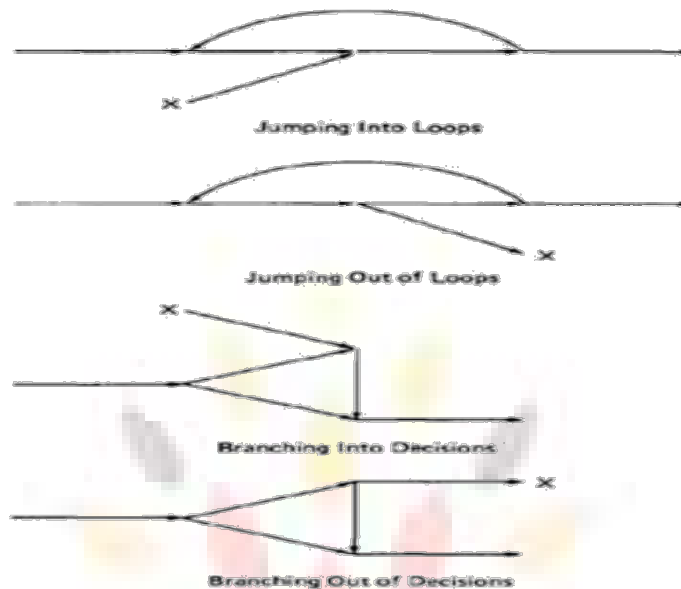 X
Jumping Into Loops
X
Jumping Out of Loops
X
Branching Into Decisions
X
Branching Out of Decisions